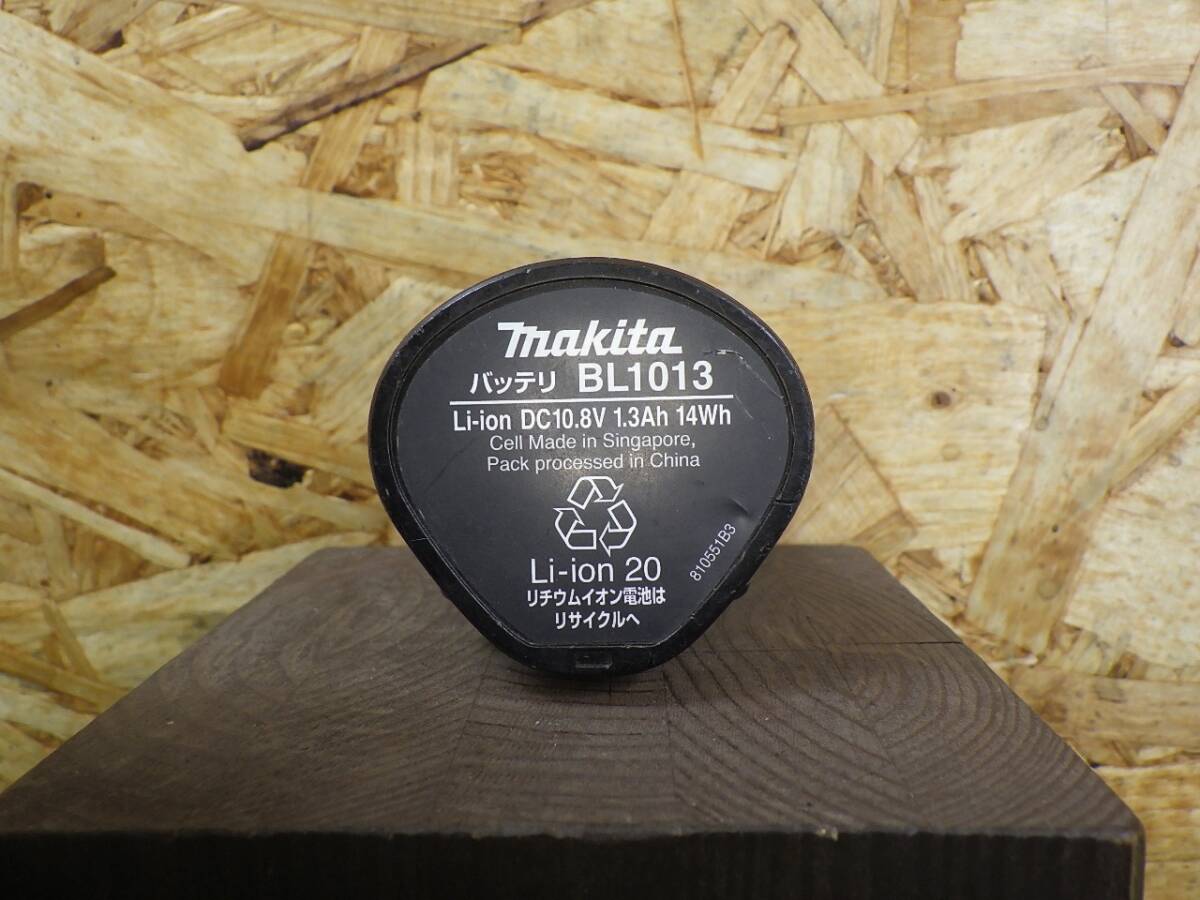 makita
バッテリ BL1013
Li-ion DC10.8V 1.3Ah 14Wh
Cell Made in Singapore,
Pack processed in China
Li-ion 20
リチウムイオン電池は
リサイクルへ
810551B3